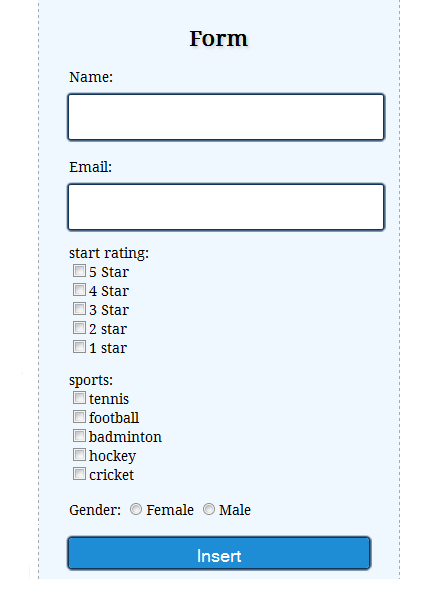 Form
Name:
Email:
start rating:
5 Star
4 Star
3 Star
2 star
1 star
sports:
tennis
football
badminton
hockey
cricket
Gender: Female Male
Insert